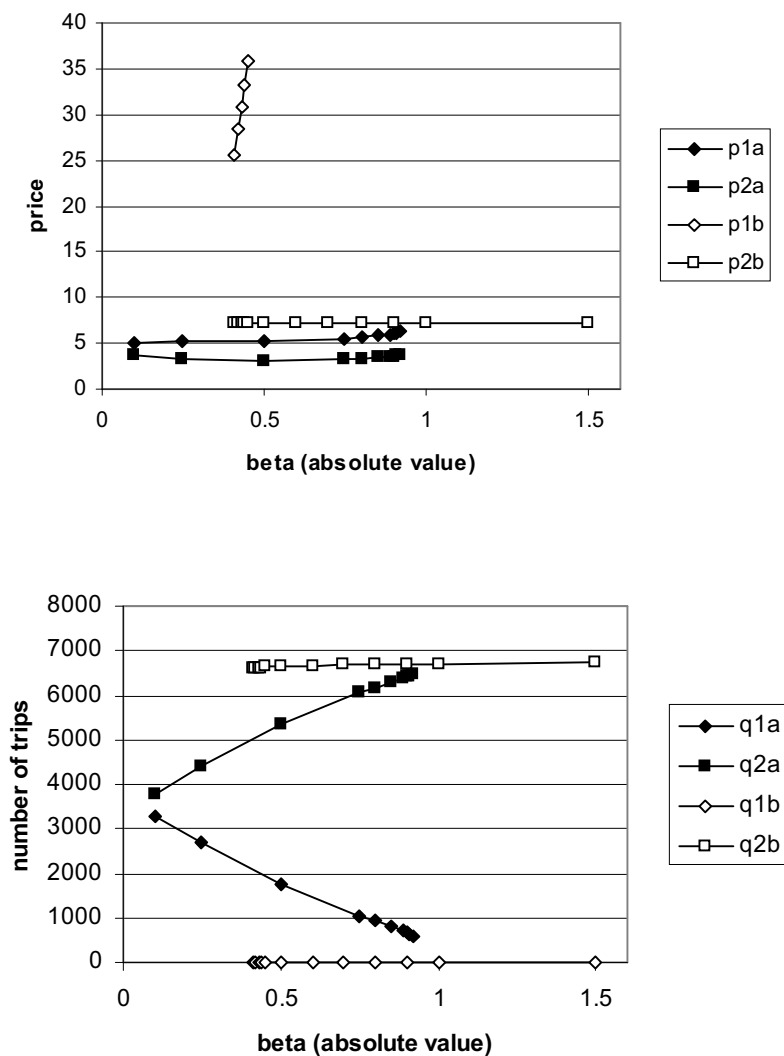 40
35
30
25
20
15
10
5
0
price
0
0.5
1
1.5
beta (absolute value)
p1a
p2a
p1b
p2b
8000
7000
6000
5000
4000
3000
2000
1000
0
number of trips
0
0.5
1
1.5
beta (absolute value)
q1a
q2a
q1b
q2b